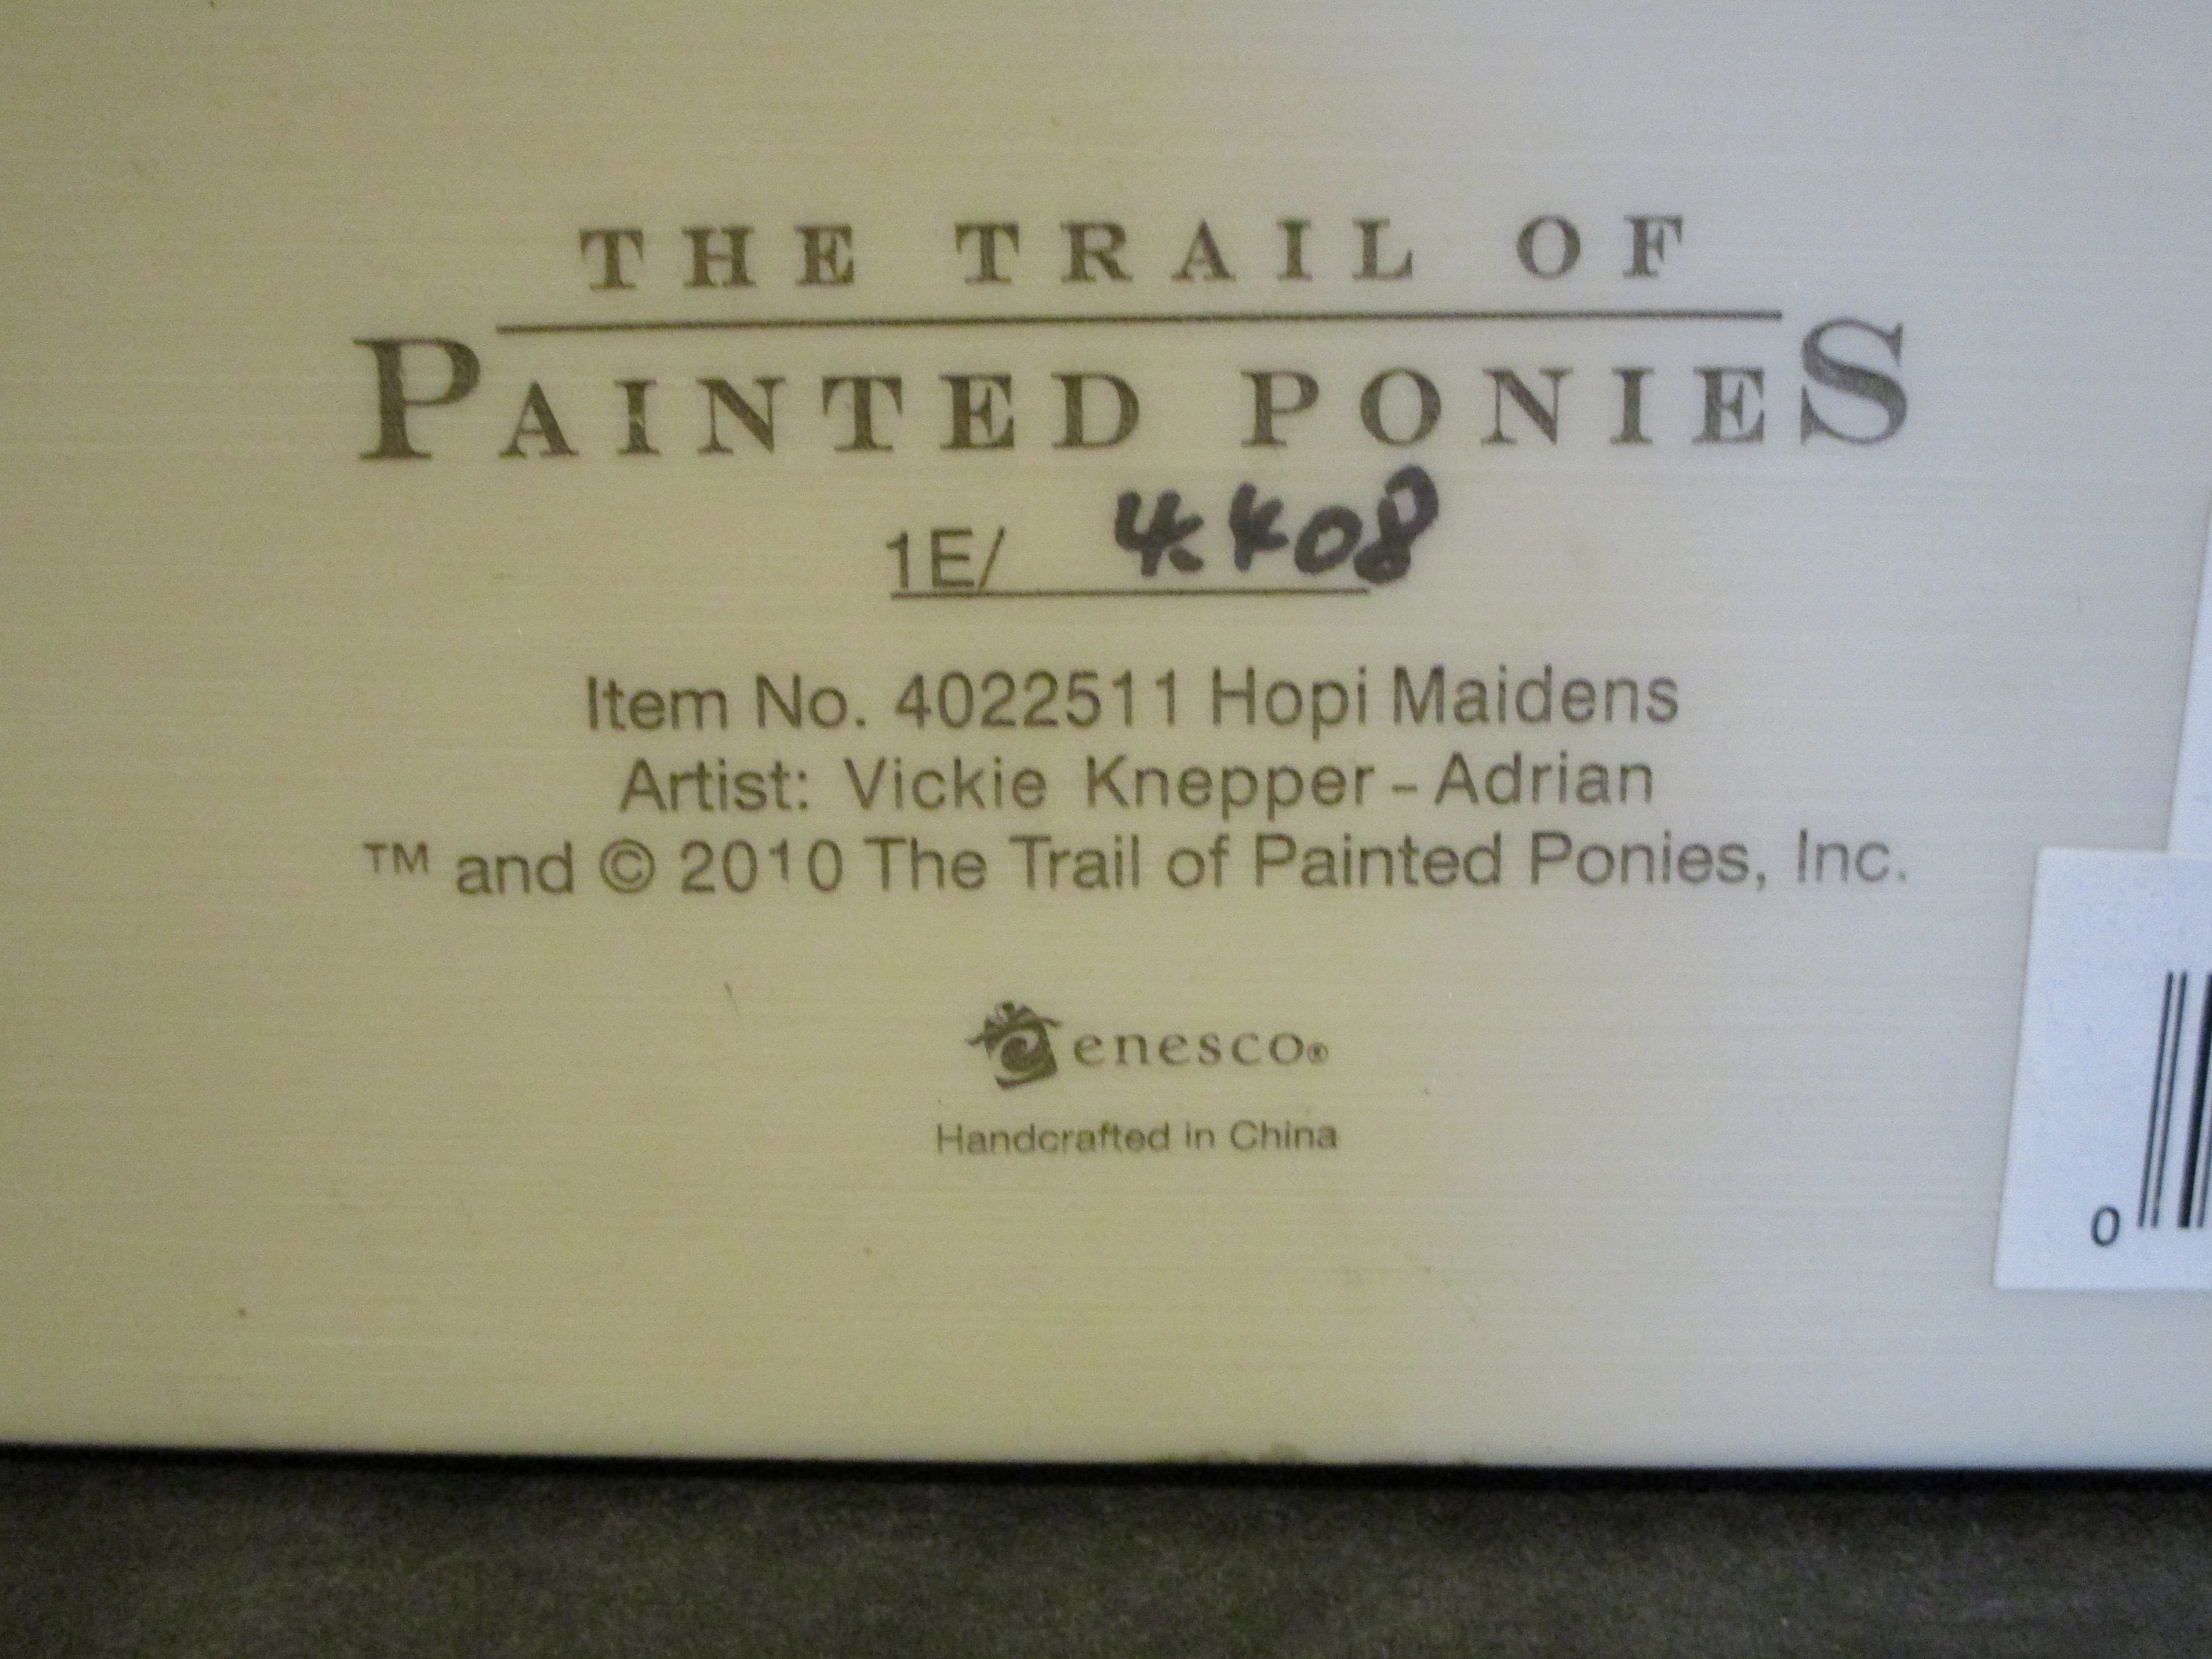 THE TRAIL OF
PAINTED PONIES
1E/ 4408
Item No. 4022511 Hopi Maidens
Artist: Vickie Knepper - Adrian
™ and © 2010 The Trail of Painted Ponies, Inc.
enesco®
Handcrafted in China
0